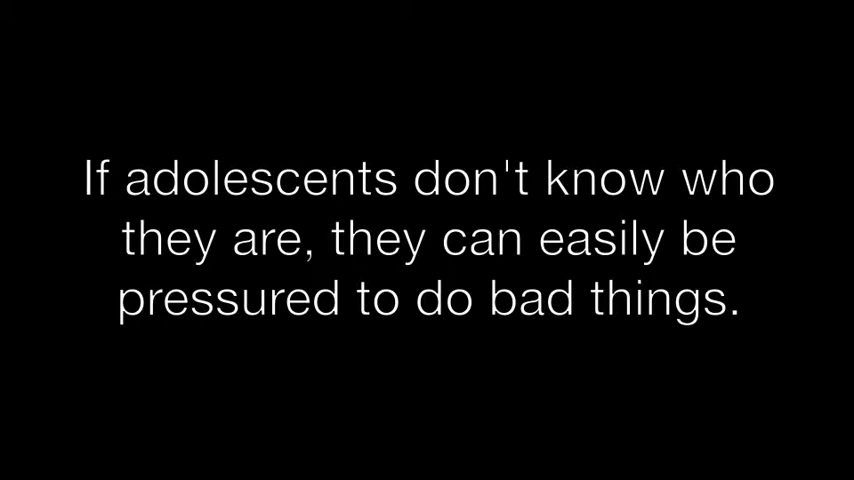 If adolescents don't know who
they are, they can easily be
pressured to do bad things.